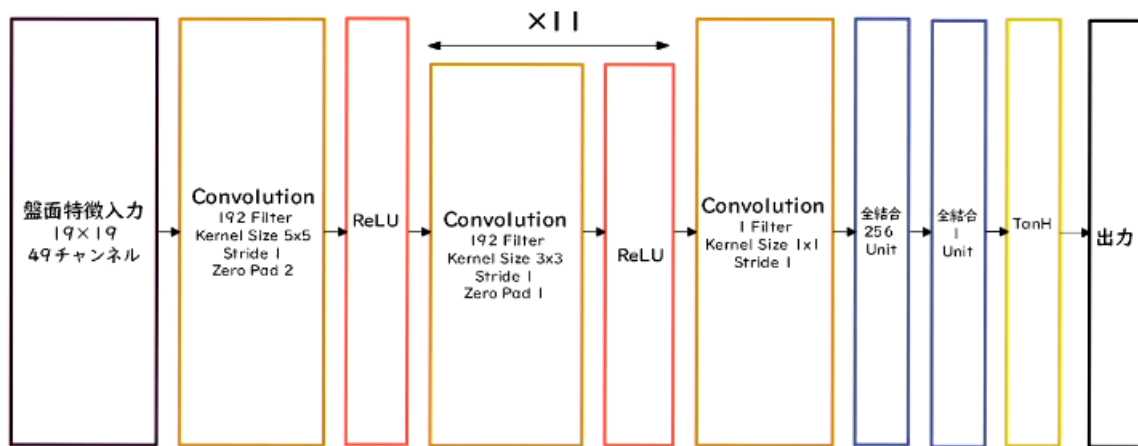 ×11
盤面特徴入力
19×19
49チャンネル
Convolution
192 Filter
Kernel Size 5x5
Stride 1
Zero Pad 2
ReLU
Convolution
192 Filter
Kernel Size 3x3
Stride 1
Zero Pad 1
ReLU
Convolution
1 Filter
Kernel Size 1x1
Stride 1
全結合
256
Unit
全結合
1
Unit
TanH
出力